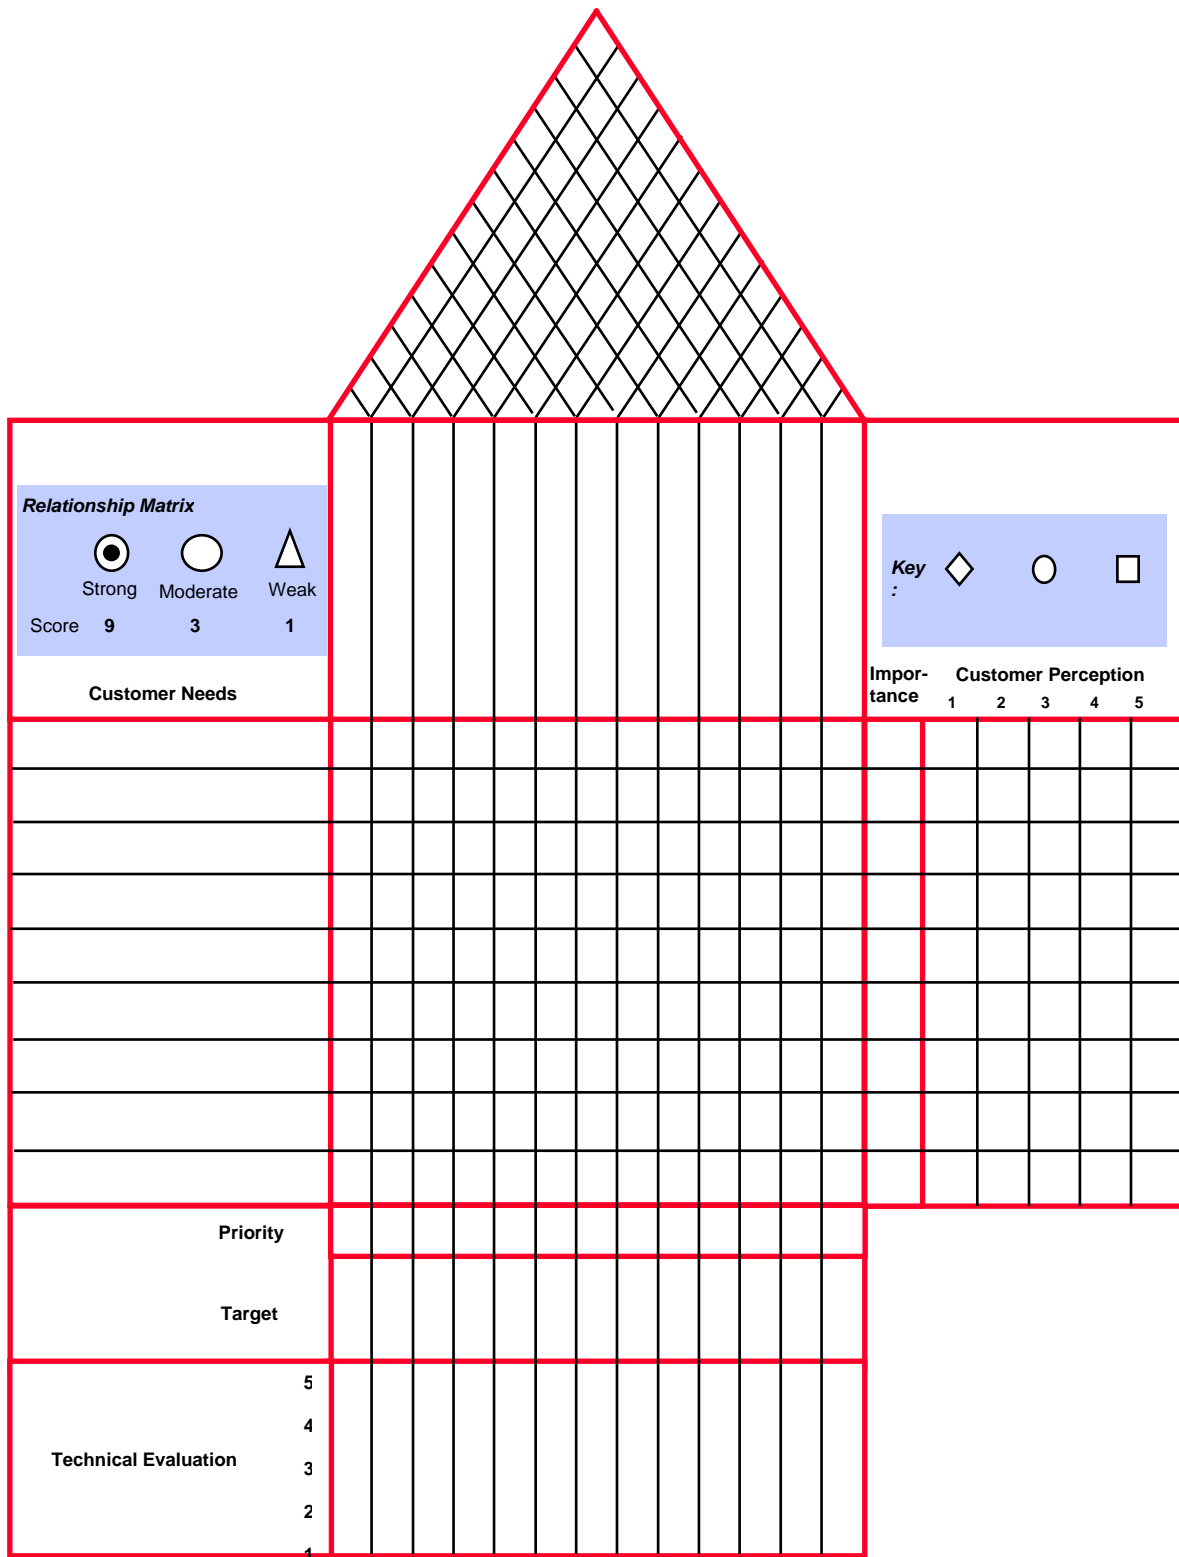 Relationship Matrix
Strong Moderate Weak
Score 9 3 1
Customer Needs
Key
:
Impor-
tance
Customer Perception
1 2 3 4 5
Priority
Target
Technical Evaluation
5
4
3
2
1